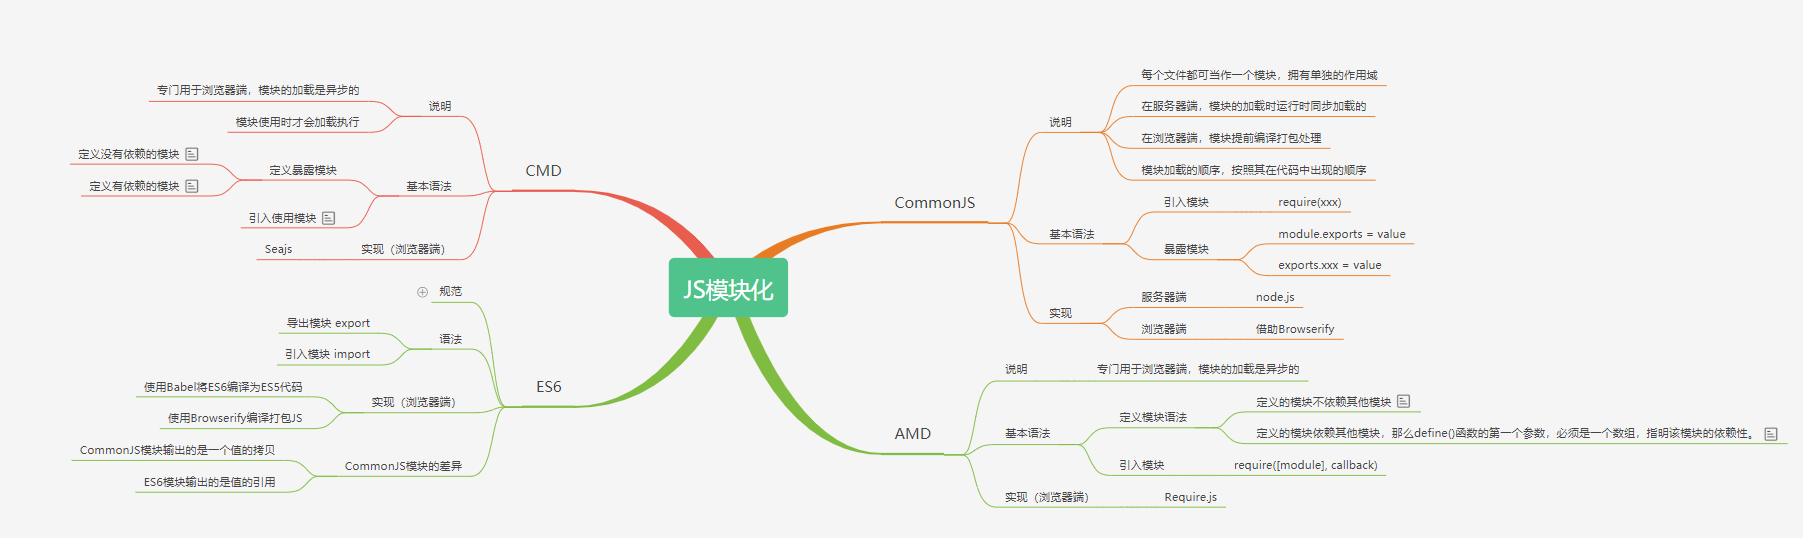 JS模块化
CommonJS
说明
每个文件都可当作一个模块，拥有单独的作用域
在服务器端，模块的加载时运行时同步加载的
在浏览器端，模块提前编译打包处理
模块加载的顺序，按照其在代码中出现的顺序
基本语法
引入模块
require(xxx)
暴露模块
module.exports = value
exports.xxx = value
实现
服务器端
node.js
浏览器端
借助Browserify
AMD
说明
专门用于浏览器端，模块的加载是异步的
基本语法
定义模块语法
定义的模块不依赖其他模块
定义的模块依赖其他模块，那么define()函数的第一个参数，必须是一个数组，指明该模块的依赖性。
引入模块
require([module], callback)
实现（浏览器端）
Require.js
CMD
说明
专门用于浏览器端，模块的加载是异步的
模块使用时才会加载执行
基本语法
定义暴露模块
定义没有依赖的模块
定义有依赖的模块
引入使用模块
实现（浏览器端）
Seajs
ES6
规范
语法
导出模块 export
引入模块 import
实现（浏览器端）
使用Babel将ES6编译为ES5代码
使用Browserify编译打包JS
CommonJS模块的差异
CommonJS模块输出的是一个值的拷贝
ES6模块输出的是值的引用